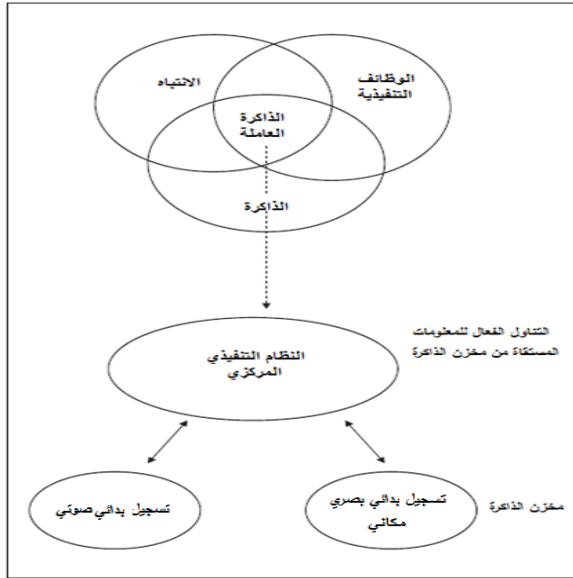 الوظائف
التنفيذية
الانتباه
الذاكرة
العاملة
الذاكرة
التناول الفعال للمعلومات
المستقاة من مخزن الذاكرة
النظام التنفيذي
المركزي
تسجيل بدائي بصري
مكاني
تسجيل بدائي صوتي
مخزن الذاكرة